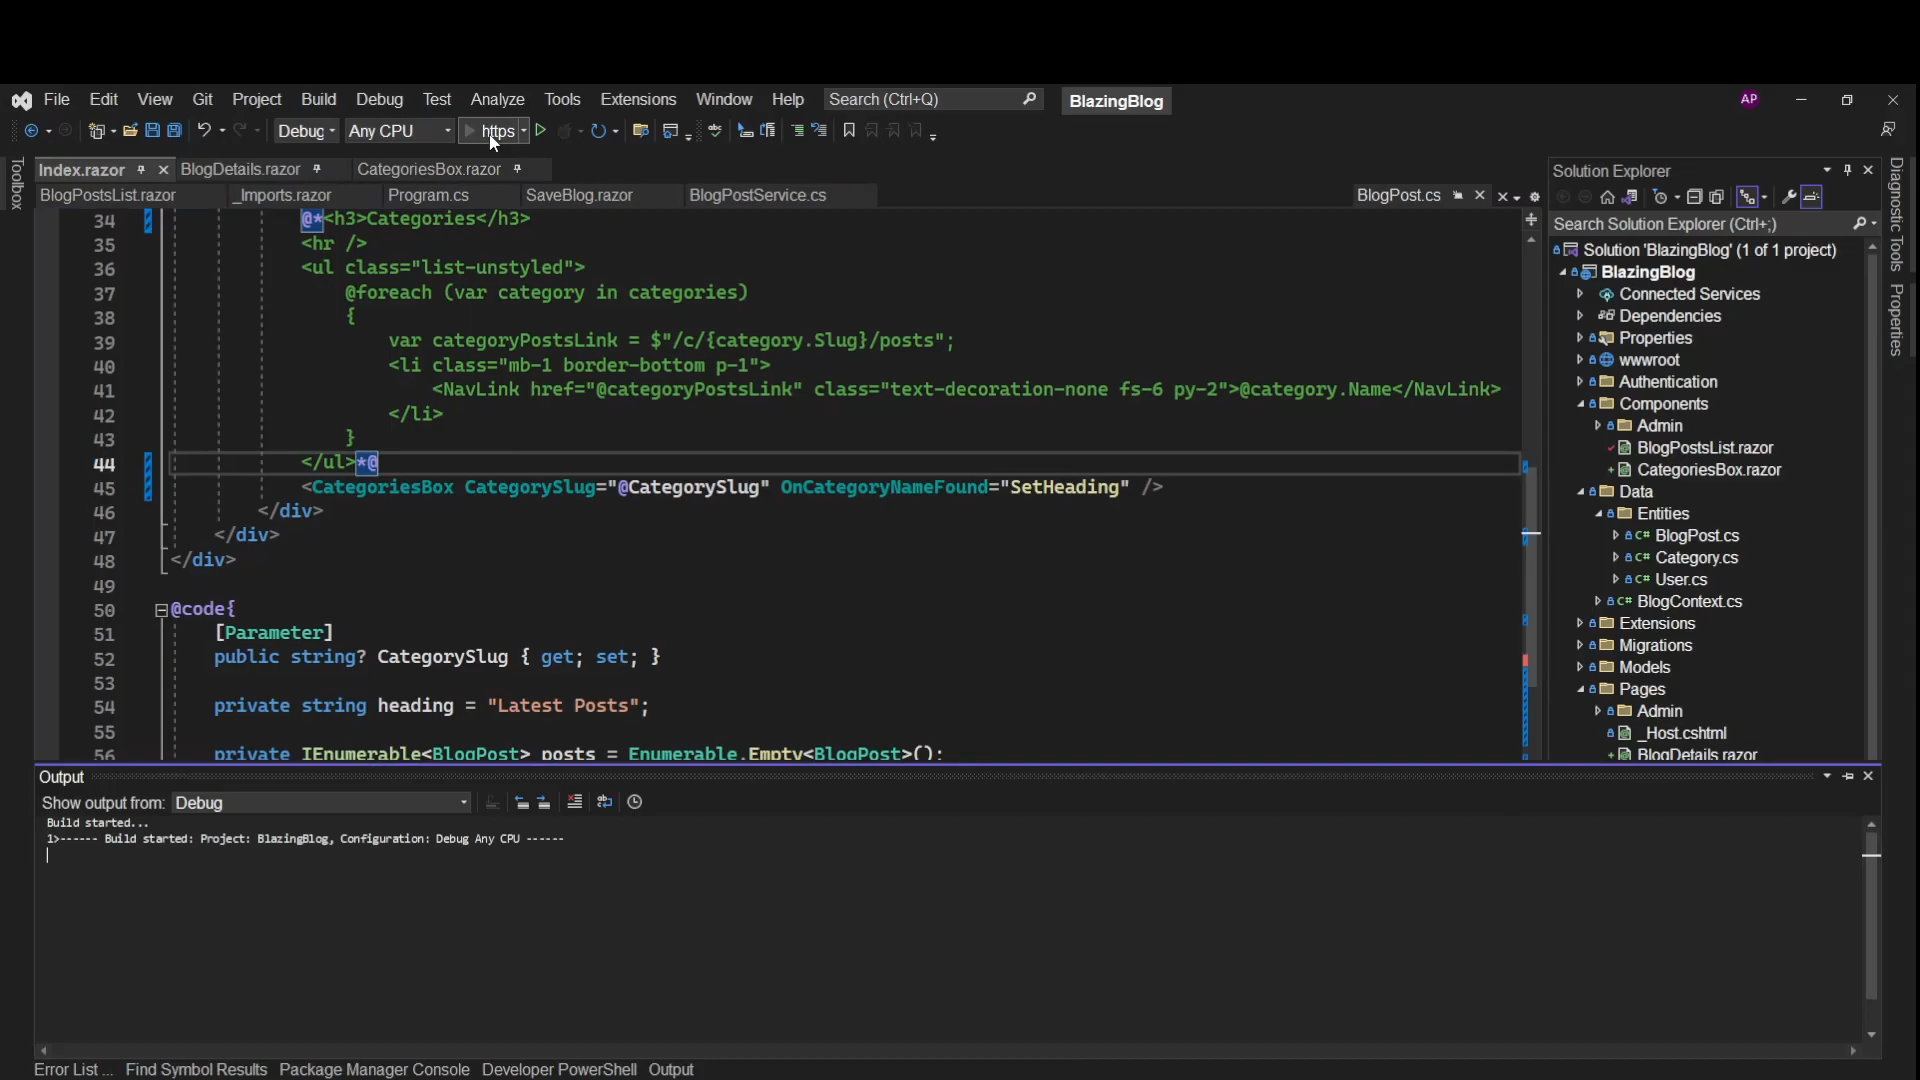 File Edit View Git Project Build Debug Test Analyze Tools Extensions Window Help Search (Ctrl+Q) BlazingBlog AP
Debug Any CPU https
Toolbox
Index.razor BlogDetails.razor CategoriesBox.razor
BlogPostsList.razor _Imports.razor Program.cs SaveBlog.razor BlogPostService.cs BlogPost.cs
34 @*<h3>Categories</h3>
35 <hr />
36 <ul class="list-unstyled">
37 @foreach (var category in categories)
38 {
39 var categoryPostsLink = $"/c/{category.Slug}/posts";
40 <li class="mb-1 border-bottom p-1">
41 <NavLink href="@categoryPostsLink" class="text-decoration-none fs-6 py-2">@category.Name</NavLink>
42 </li>
43 }
44 </ul>*@
45 <CategoriesBox CategorySlug="@CategorySlug" OnCategoryNameFound="SetHeading" />
46 </div>
47 </div>
48 </div>
49
50 @code{
51 [Parameter]
52 public string? CategorySlug { get; set; }
53
54 private string heading = "Latest Posts";
55
56 private IEnumerable<BlogPost> posts = Enumerable.Empty<BlogPost>();
Solution Explorer
Search Solution Explorer (Ctrl+;)
Solution 'BlazingBlog' (1 of 1 project)
BlazingBlog
Connected Services
Dependencies
Properties
wwwroot
Authentication
Components
Admin
BlogPostsList.razor
CategoriesBox.razor
Data
Entities
C# BlogPost.cs
C# Category.cs
C# User.cs
C# BlogContext.cs
Extensions
Migrations
Models
Pages
Admin
_Host.cshtml
BlogDetails.razor
Diagnostic Tools
Properties
Output
Show output from: Debug
Build started...
1>------ Build started: Project: BlazingBlog, Configuration: Debug Any CPU ------
Error List ... Find Symbol Results Package Manager Console Developer PowerShell Output